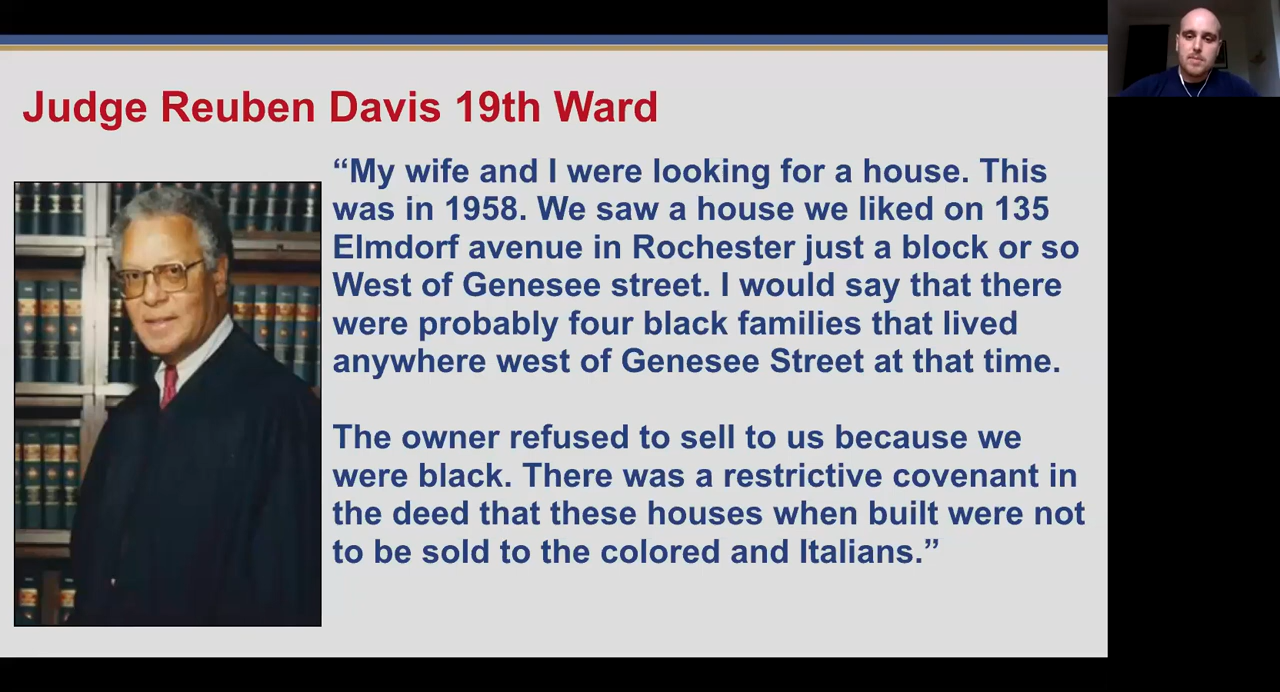 Judge Reuben Davis 19th Ward
“My wife and I were looking for a house. This
was in 1958. We saw a house we liked on 135
Elmdorf avenue in Rochester just a block or so
West of Genesee street. I would say that there
were probably four black families that lived
anywhere west of Genesee Street at that time.
The owner refused to sell to us because we
were black. There was a restrictive covenant in
the deed that these houses when built were not
to be sold to the colored and Italians.”